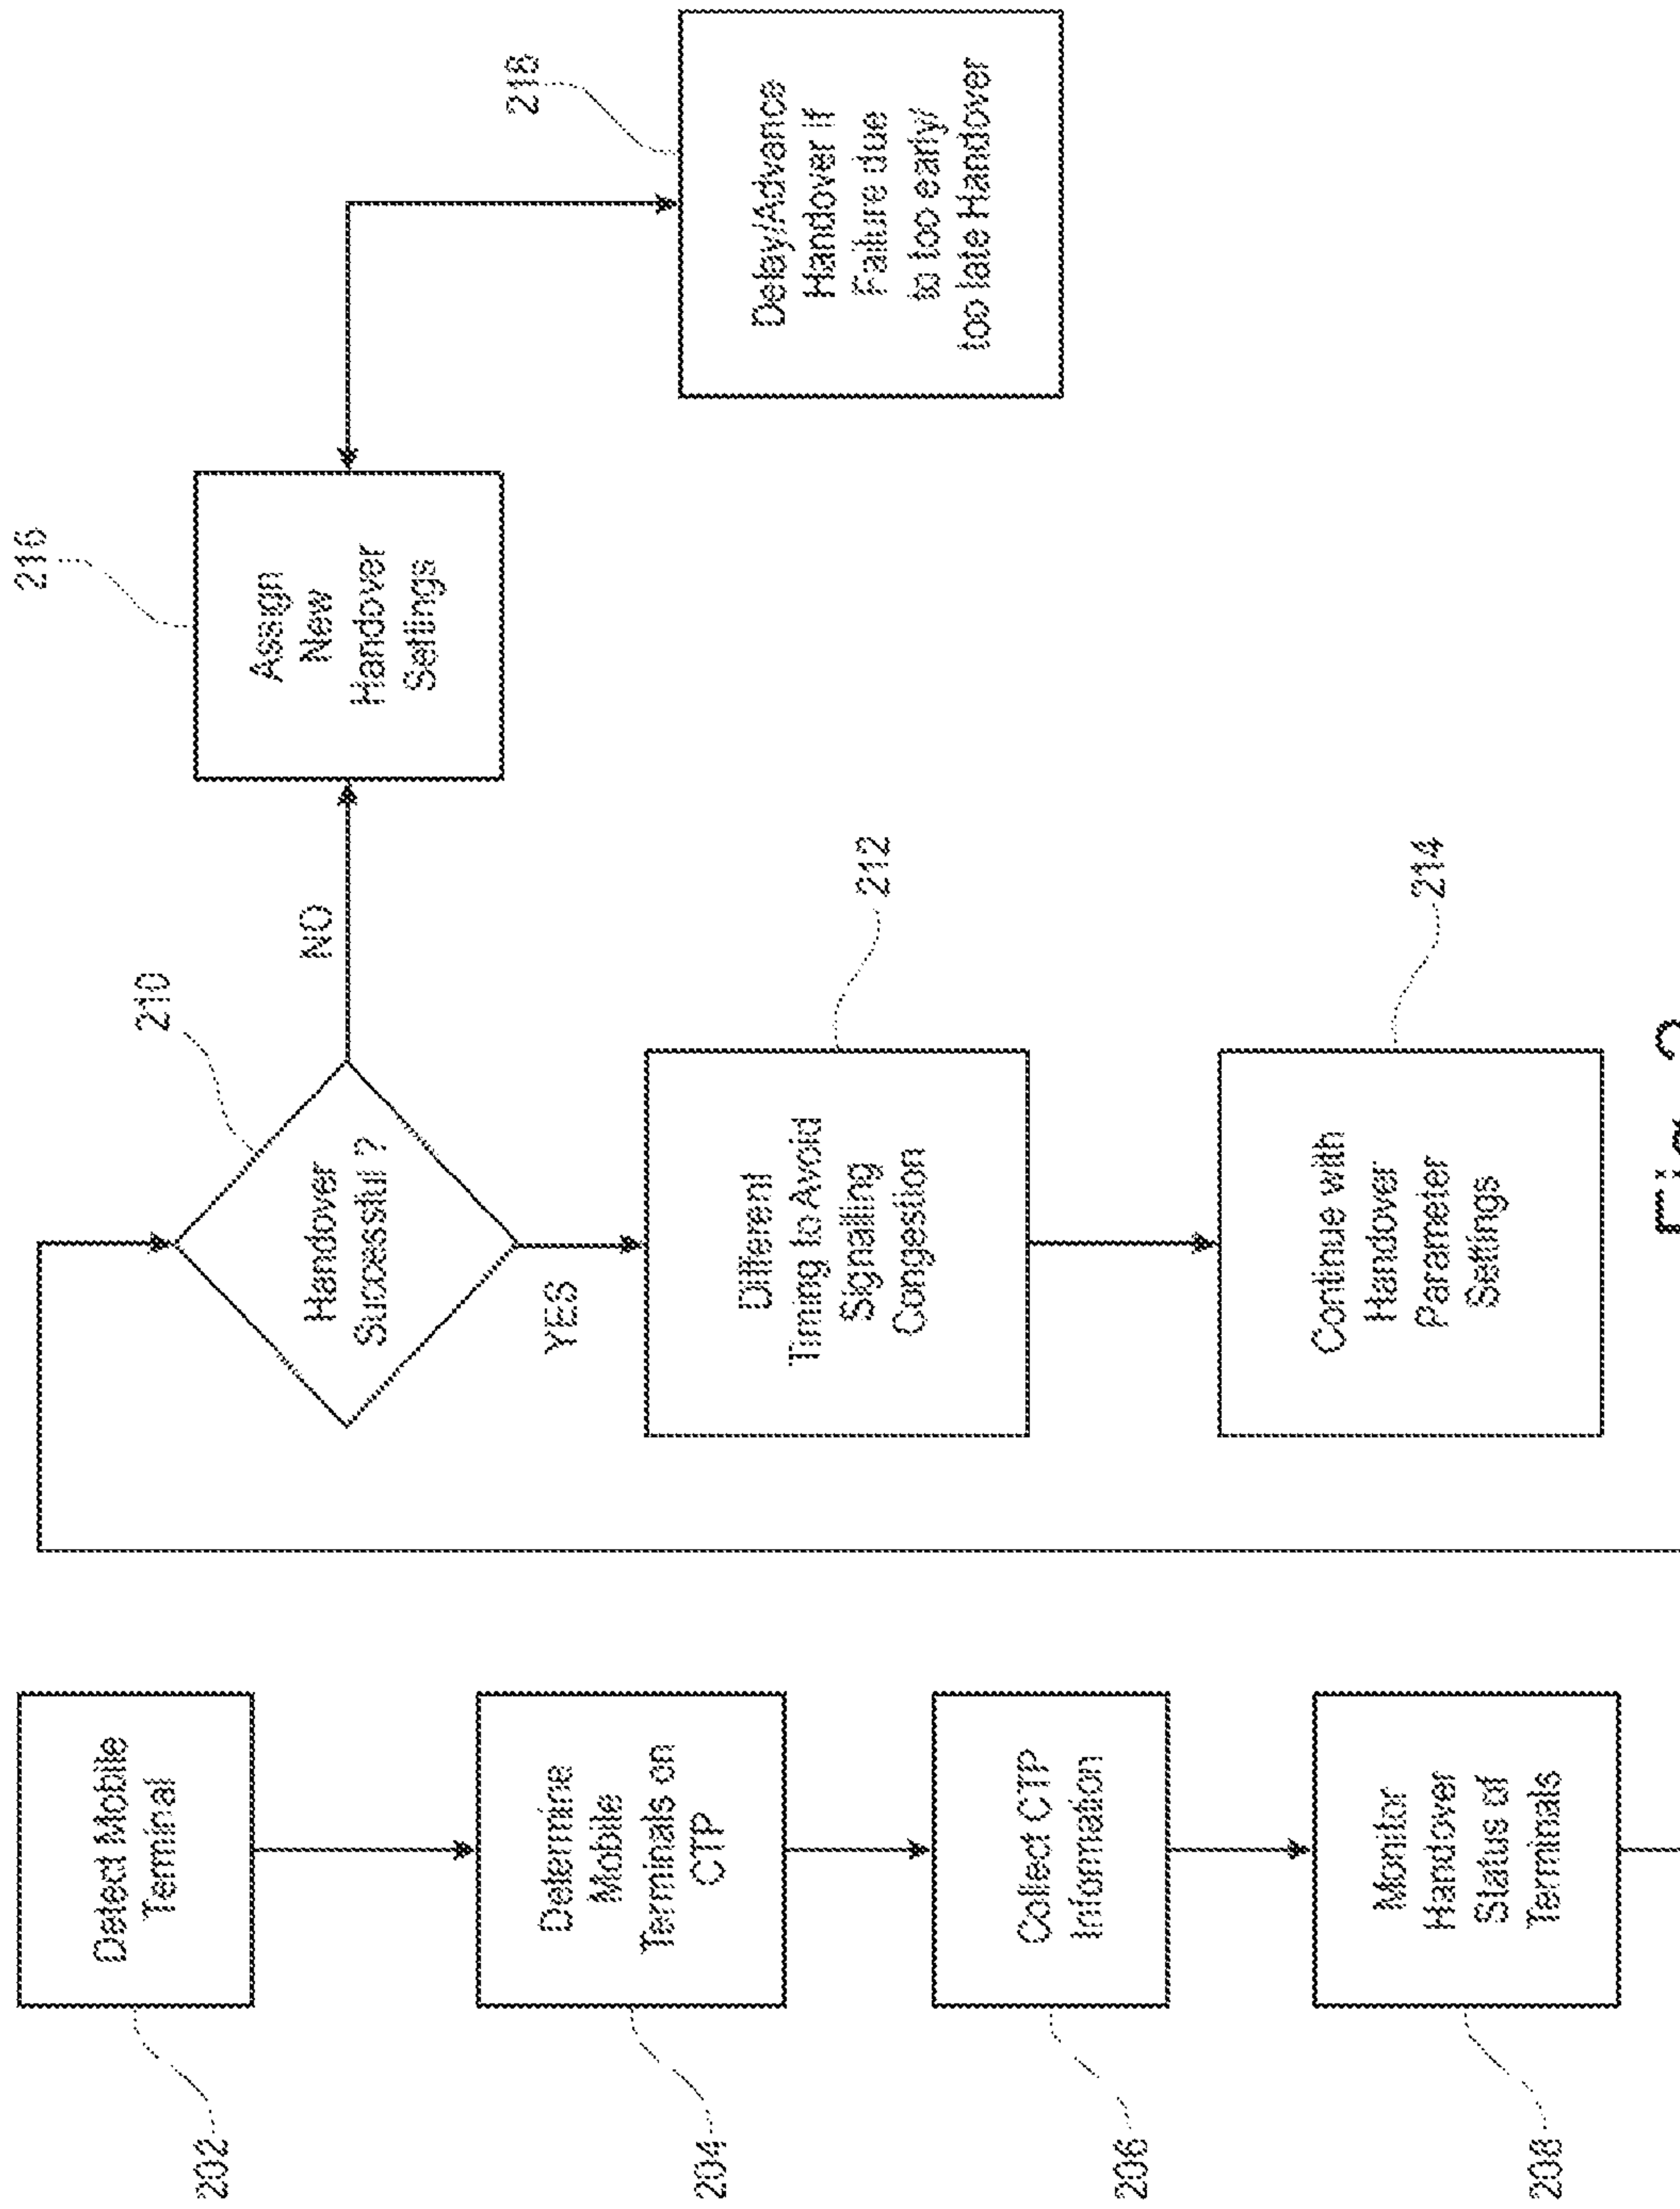 202
Detect Mobile
Terminal
204
Determine
Mobile
Terminals on
CTP
206
Collect CTP
Information
208
Monitor
Handover
Status of
Terminals
210
Handover
Successful ?
NO
YES
212
Different
Timing to Avoid
Signalling
Congestion
214
Continue with
Handover
Parameter
Settings
216
Assign
New
Handover
Settings
218
Delay/Advance
Handover if
Failure due
to too early/
too late Handover
Fig. 2